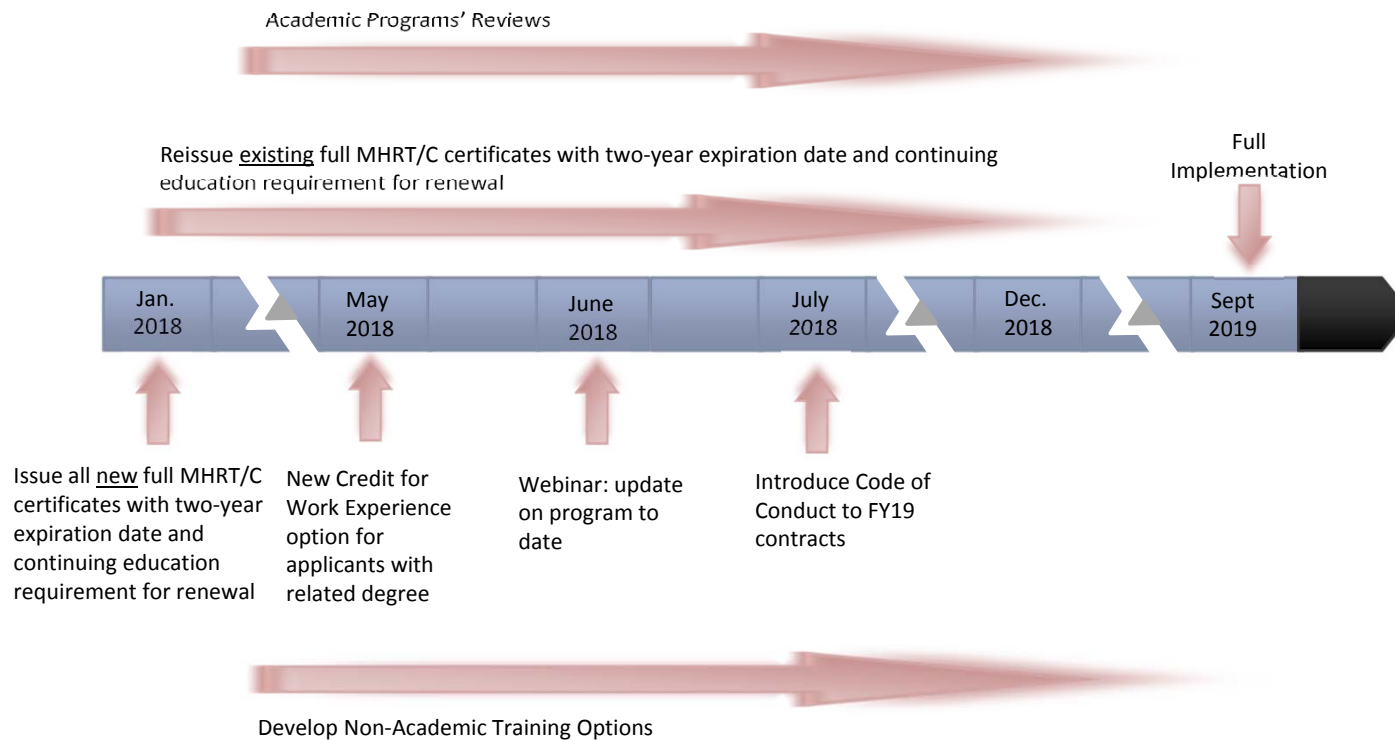 Academic Programs' Reviews
Reissue existing full MHRT/C certificates with two-year expiration date and continuing
education requirement for renewal
Full
Implementation
Jan.
2018
May
2018
June
2018
July
2018
Dec.
2018
Sept
2019
Issue all new full MHRT/C
certificates with two-year
expiration date and
continuing education
requirement for renewal
New Credit for
Work Experience
option for
applicants with
related degree
Webinar: update
on program to
date
Introduce Code of
Conduct to FY19
contracts
Develop Non-Academic Training Options